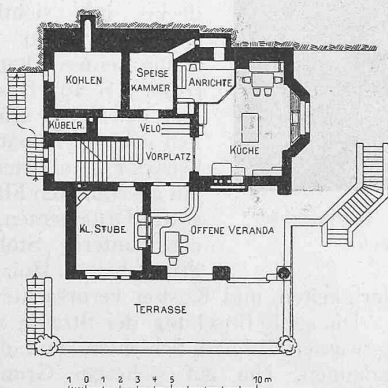 KOHLEN
SPEISE
KAMMER
ANRICHTE
KÜBELR.
VELO
VORPLATZ
KÜCHE
KL. STUBE
OFFENE VERANDA
TERRASSE
1 0 1 2 3 4 5 10 m